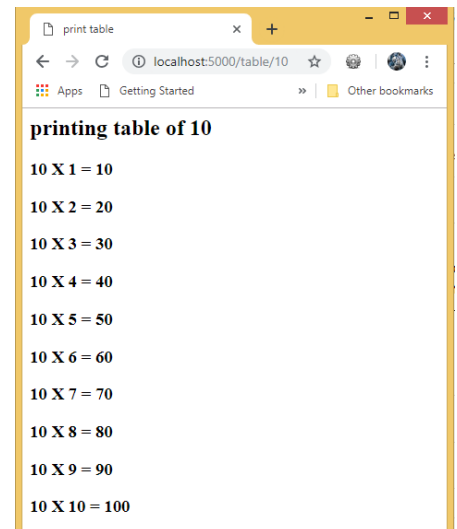 print table
localhost:5000/table/10
Apps Getting Started » Other bookmarks
printing table of 10
10 X 1 = 10
10 X 2 = 20
10 X 3 = 30
10 X 4 = 40
10 X 5 = 50
10 X 6 = 60
10 X 7 = 70
10 X 8 = 80
10 X 9 = 90
10 X 10 = 100